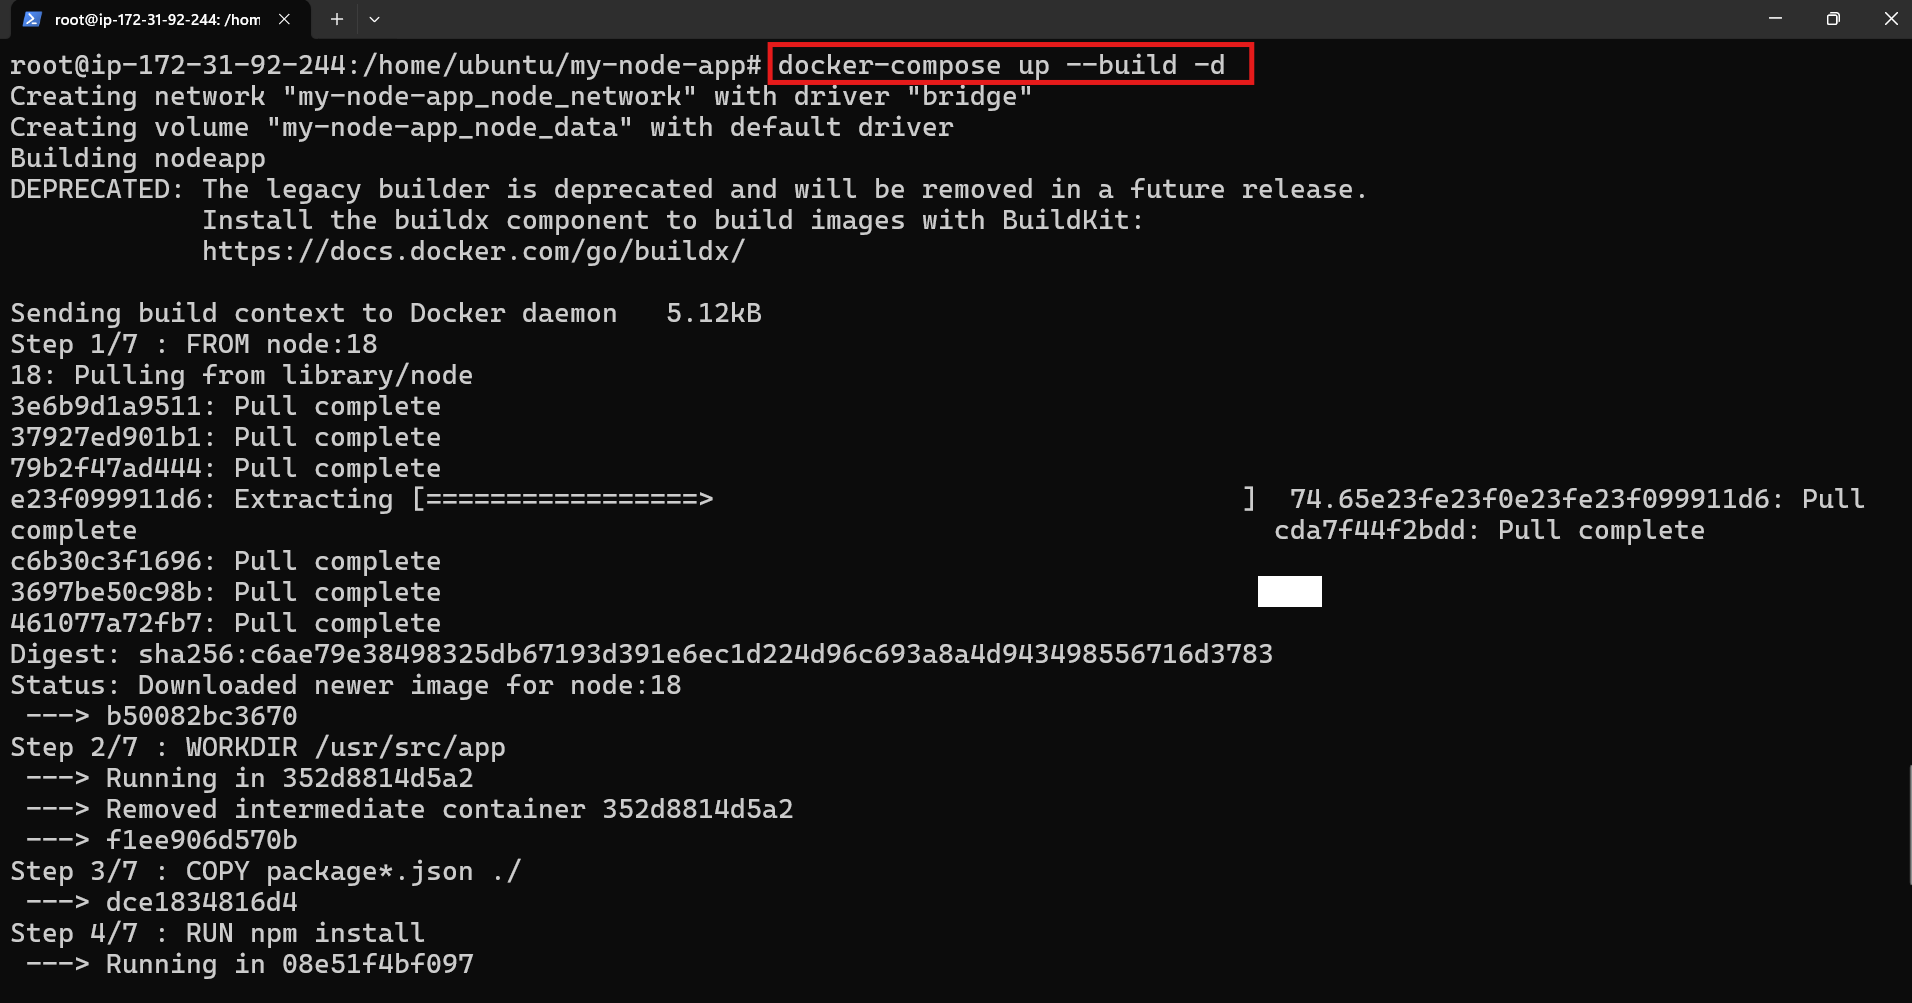 root@ip-172-31-92-244: /hom
root@ip-172-31-92-244:/home/ubuntu/my-node-app# docker-compose up --build -d
Creating network "my-node-app_node_network" with driver "bridge"
Creating volume "my-node-app_node_data" with default driver
Building nodeapp
DEPRECATED: The legacy builder is deprecated and will be removed in a future release.
Install the buildx component to build images with BuildKit:
https://docs.docker.com/go/buildx/
Sending build context to Docker daemon   5.12kB
Step 1/7 : FROM node:18
18: Pulling from library/node
3e6b9d1a9511: Pull complete
37927ed901b1: Pull complete
79b2f47ad444: Pull complete
e23f099911d6: Extracting [=================>                                 ]  74.65e23fe23f0e23fe23f099911d6: Pull
complete                                                                       cda7f44f2bdd: Pull complete
c6b30c3f1696: Pull complete
3697be50c98b: Pull complete
461077a72fb7: Pull complete
Digest: sha256:c6ae79e38498325db67193d391e6ec1d224d96c693a8a4d943498556716d3783
Status: Downloaded newer image for node:18
---> b50082bc3670
Step 2/7 : WORKDIR /usr/src/app
---> Running in 352d8814d5a2
---> Removed intermediate container 352d8814d5a2
---> f1ee906d570b
Step 3/7 : COPY package*.json ./
---> dce1834816d4
Step 4/7 : RUN npm install
---> Running in 08e51f4bf097